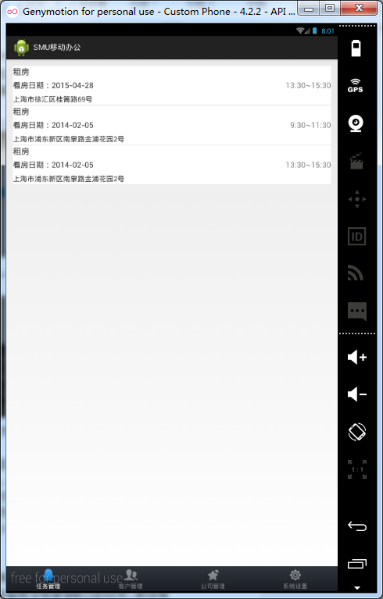 Genymotion for personal use - Custom Phone - 4.2.2 - API ...
8:01
SMU移动办公
租房
看房日期：2015-04-28 13:30~15:30
上海市徐汇区桂箐路69号
租房
看房日期：2014-02-05 9:30~11:30
上海市浦东新区南泉路金浦花园2号
租房
看房日期：2014-02-05 13:30~15:30
上海市浦东新区南泉路金浦花园2号
GPS
ID
1:1
free for personal use
任务管理 客户管理 公司管理 系统设置